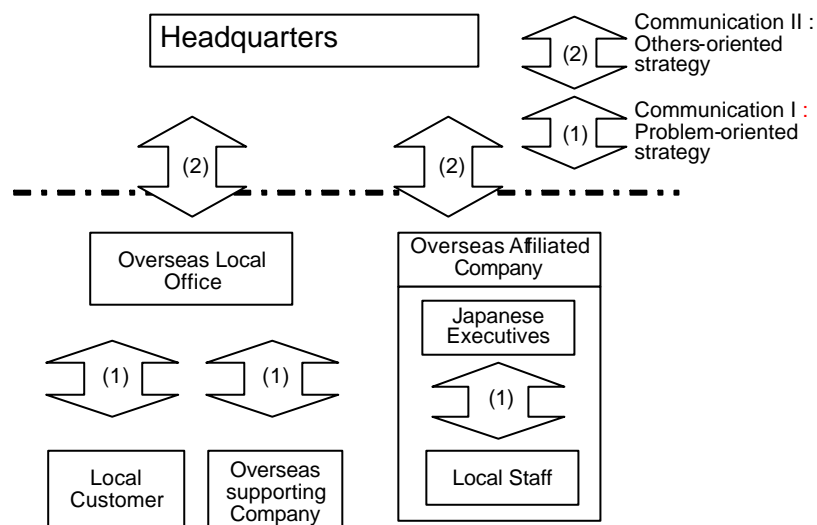 Headquarters
(2)
Communication II :
Others-oriented
strategy
(1)
Communication I :
Problem-oriented
strategy
(2)
(2)
Overseas Local
Office
Overseas Affiliated
Company
Japanese
Executives
(1)
(1)
(1)
Local
Customer
Overseas
supporting
Company
Local Staff